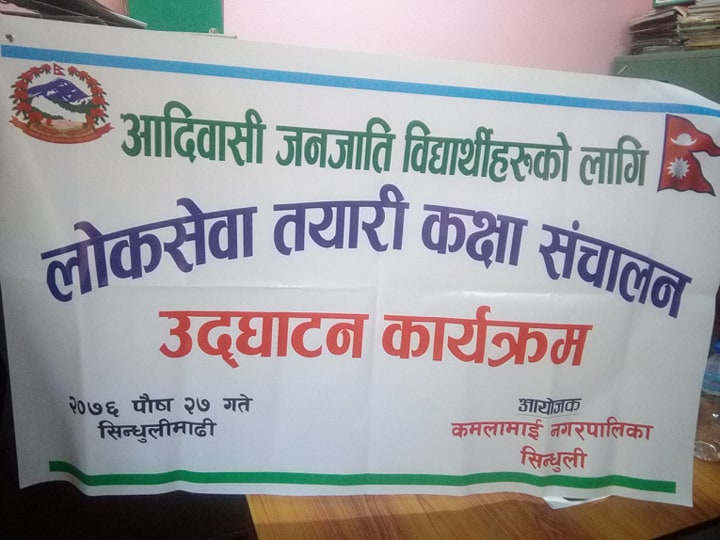 आदिवासी जनजाति विद्यार्थीहरुको लागि
लोकसेवा तयारी कक्षा संचालन
उद्घाटन कार्यक्रम
२०७६ पौष २७ गते
सिन्धुलीमाढी
आयोजक
कमलामाई नगरपालिका
सिन्धुली